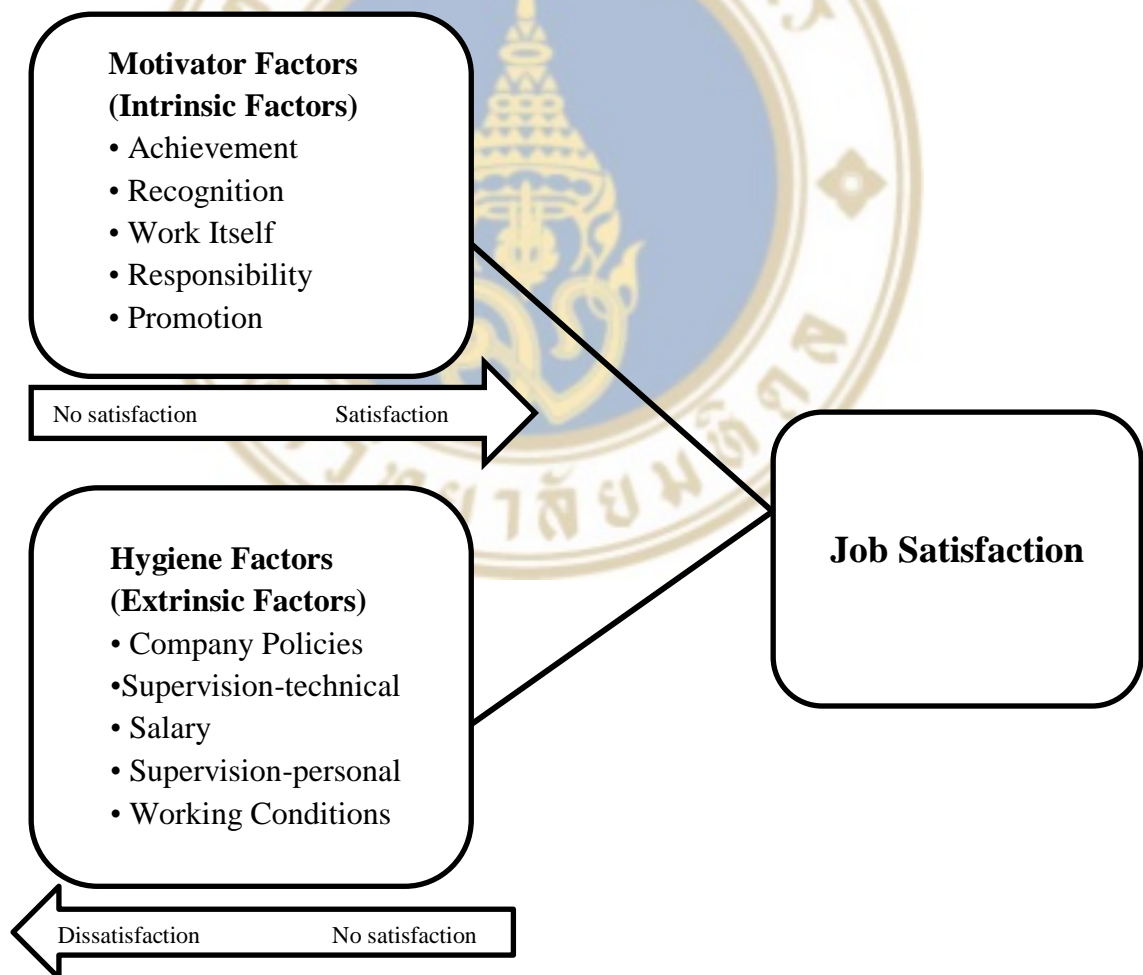 Motivator Factors
(Intrinsic Factors)
• Achievement
• Recognition
• Work Itself
• Responsibility
• Promotion
No satisfaction Satisfaction
Hygiene Factors
(Extrinsic Factors)
• Company Policies
•Supervision-technical
• Salary
• Supervision-personal
• Working Conditions
Dissatisfaction No satisfaction
Job Satisfaction